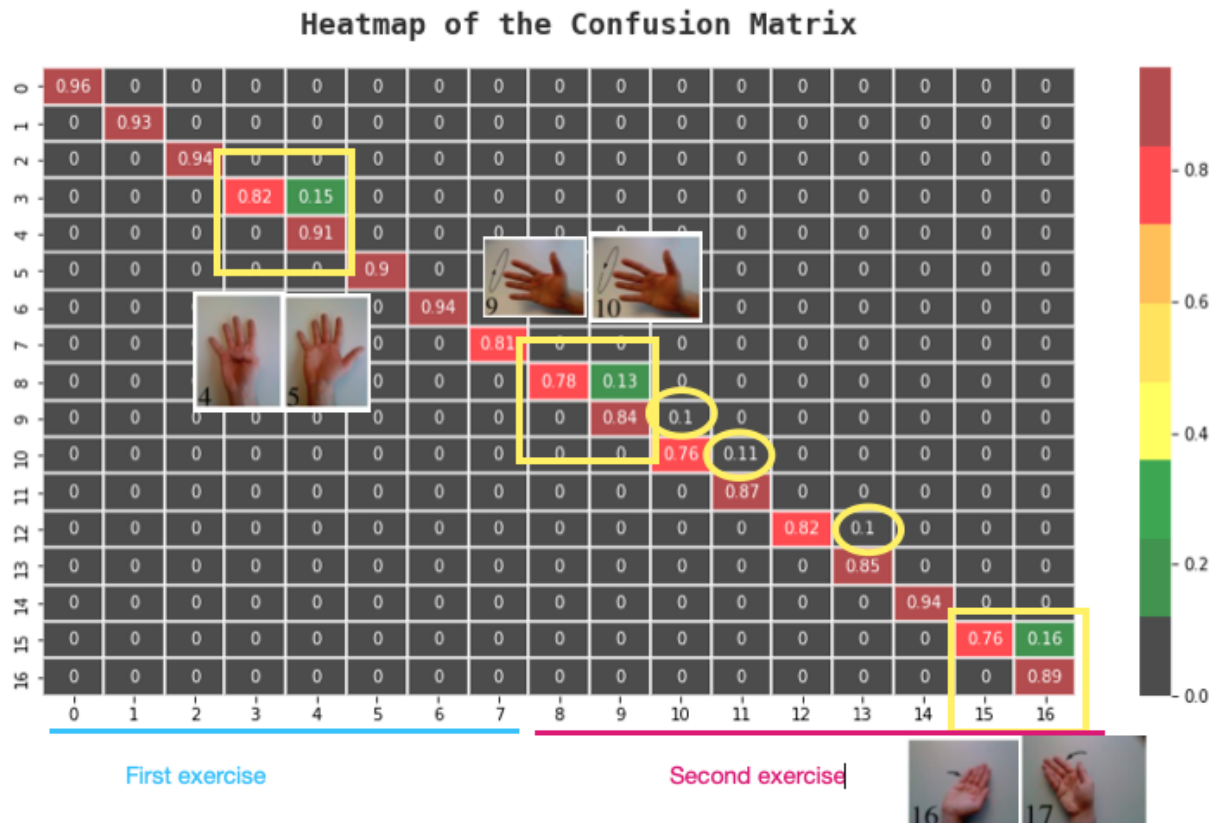 Heatmap of the Confusion Matrix
0 0.96 0 0 0 0 0 0 0 0 0 0 0 0 0 0 0 0
1 0 0.93 0 0 0 0 0 0 0 0 0 0 0 0 0 0 0
2 0 0 0.94 0 0 0 0 0 0 0 0 0 0 0 0 0 0
3 0 0 0 0.82 0.15 0 0 0 0 0 0 0 0 0 0 0 0
4 0 0 0 0 0.91 0 0 0 0 0 0 0 0 0 0 0 0
5 0 0 0 0 0 0.9 0 0 0 0 0 0 0
6 0 0 0 0 0.94 0 0 0 0 0 0
7 0 0 0 0 0 0.81 0 0 0 0 0 0 0 0 0
8 0 0 0 0 0 0 0.78 0.13 0 0 0 0 0 0 0
9 0 0 0 0 0 0 0 0 0 0.84 0.1 0 0 0 0 0 0
10 0 0 0 0 0 0 0 0 0 0 0.76 0.11 0 0 0 0 0
11 0 0 0 0 0 0 0 0 0 0 0 0.87 0 0 0 0 0
12 0 0 0 0 0 0 0 0 0 0 0 0 0.82 0.1 0 0 0
13 0 0 0 0 0 0 0 0 0 0 0 0 0 0.85 0 0 0
14 0 0 0 0 0 0 0 0 0 0 0 0 0 0 0.94 0 0
15 0 0 0 0 0 0 0 0 0 0 0 0 0 0 0 0.76 0.16
16 0 0 0 0 0 0 0 0 0 0 0 0 0 0 0 0 0.89
0 1 2 3 4 5 6 7 8 9 10 11 12 13 14 15 16
9 10
4 5
0.8
0.6
0.4
0.2
0.0
First exercise
Second exercise
16 17